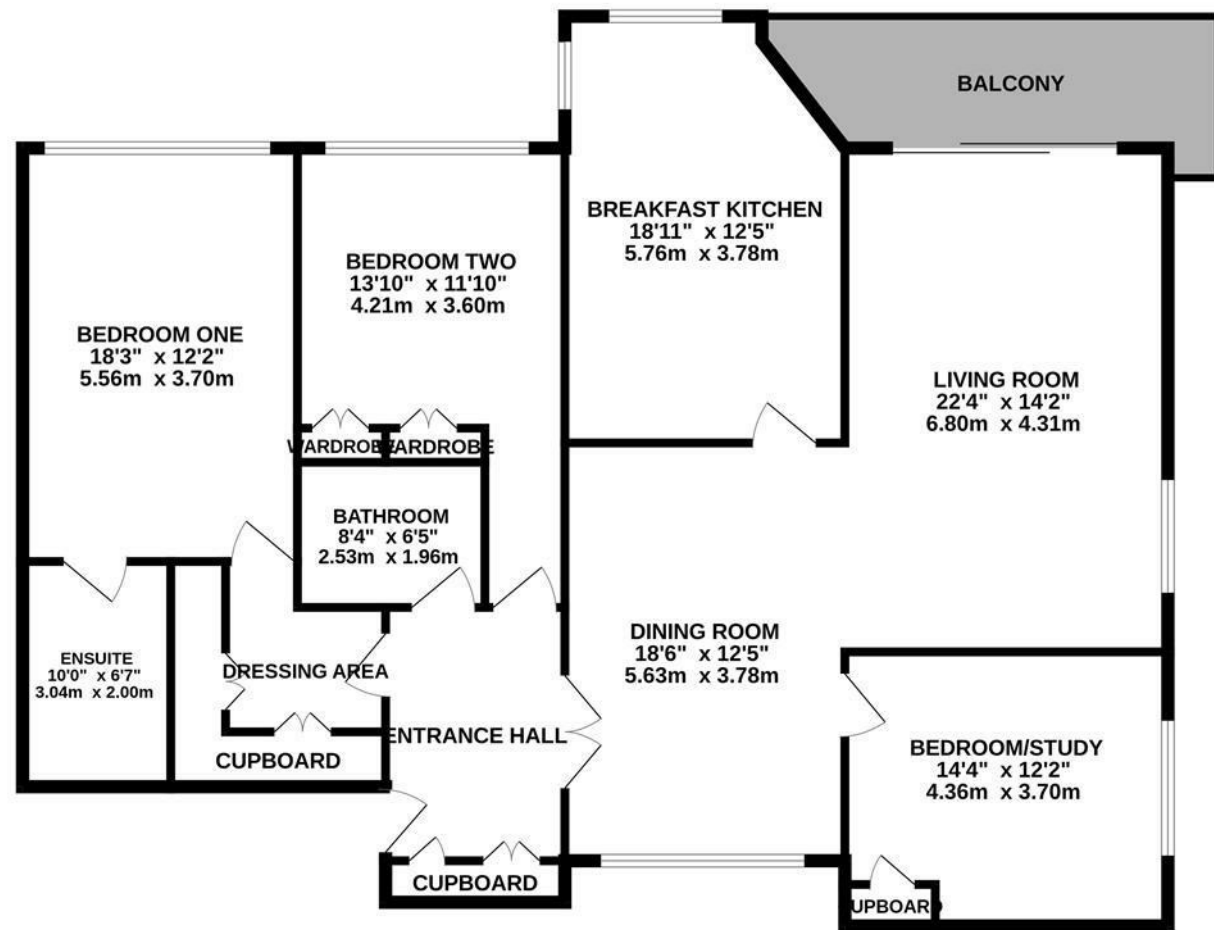 BALCONY
BREAKFAST KITCHEN
18'11" x 12'5"
5.76m x 3.78m
BEDROOM TWO
13'10" x 11'10"
4.21m x 3.60m
BEDROOM ONE
18'3" x 12'2"
5.56m x 3.70m
LIVING ROOM
22'4" x 14'2"
6.80m x 4.31m
WARDROBE
WARDROBE
BATHROOM
8'4" x 6'5"
2.53m x 1.96m
DINING ROOM
18'6" x 12'5"
5.63m x 3.78m
ENSUITE
10'0" x 6'7"
3.04m x 2.00m
DRESSING AREA
ENTRANCE HALL
BEDROOM/STUDY
14'4" x 12'2"
4.36m x 3.70m
CUPBOARD
CUPBOARD
CUPBOARD